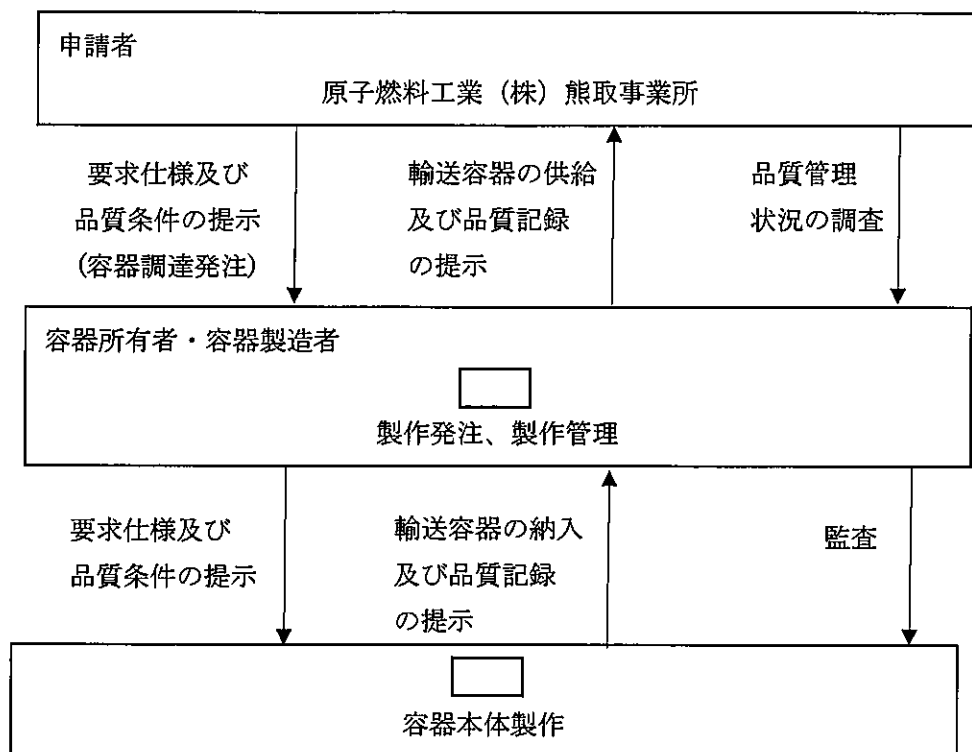 申請者
原子燃料工業（株）熊取事業所
要求仕様及び
品質条件の提示
(容器調達発注)
輸送容器の供給
及び品質記録
の提示
品質管理
状況の調査
容器所有者・容器製造者
製作発注、製作管理
要求仕様及び
品質条件の提示
輸送容器の納入
及び品質記録
の提示
監査
容器本体製作